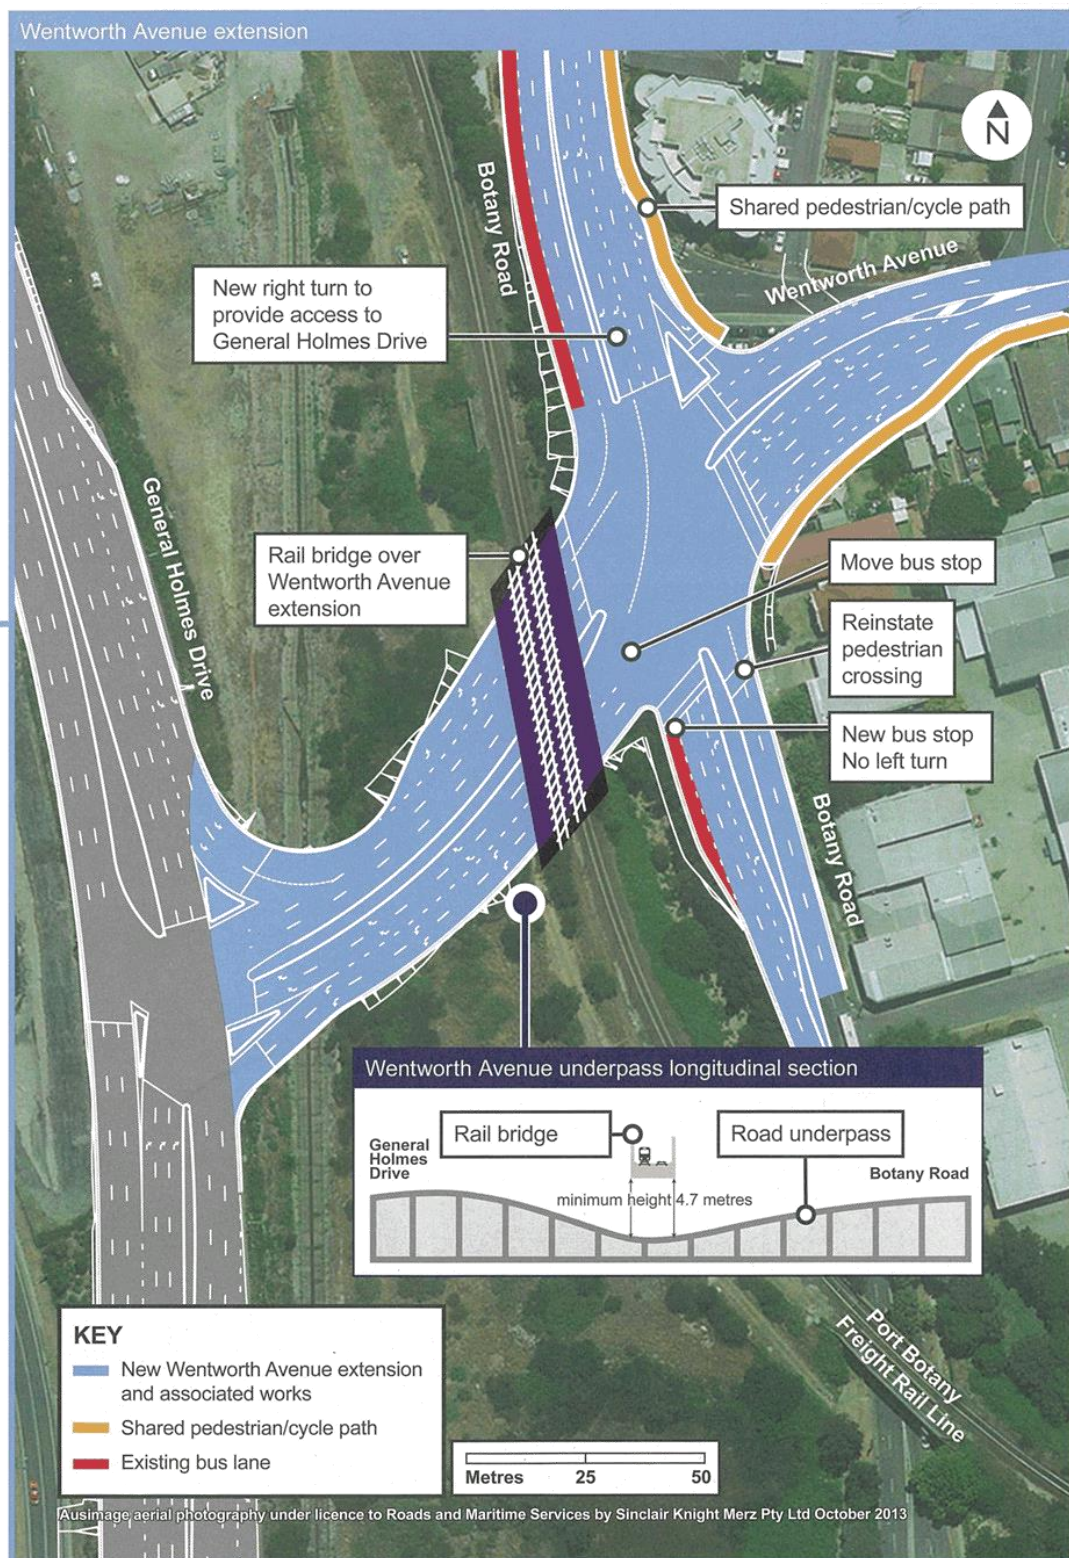 Wentworth Avenue extension
N
Botany Road
Shared pedestrian/cycle path
Wentworth Avenue
New right turn to
provide access to
General Holmes Drive
General Holmes Drive
Rail bridge over
Wentworth Avenue
extension
Move bus stop
Reinstate
pedestrian
crossing
New bus stop
No left turn
Botany Road
Wentworth Avenue underpass longitudinal section
Rail bridge
Road underpass
General
Holmes
Drive
Botany Road
minimum height 4.7 metres
Port Botany
Freight Rail Line
KEY
New Wentworth Avenue extension
and associated works
Shared pedestrian/cycle path
Existing bus lane
Metres 25 50
Ausimage aerial photography under licence to Roads and Maritime Services by Sinclair Knight Merz Pty Ltd October 2013